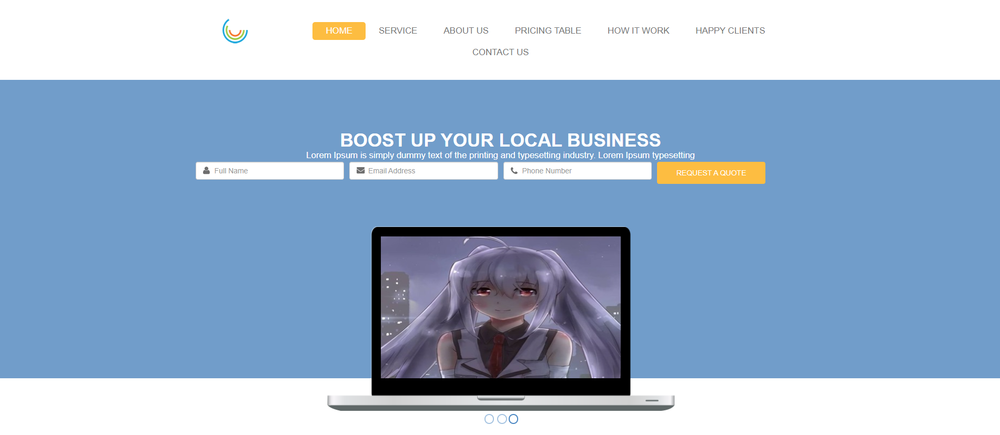 HOME SERVICE ABOUT US PRICING TABLE HOW IT WORK HAPPY CLIENTS
CONTACT US
BOOST UP YOUR LOCAL BUSINESS
Lorem Ipsum is simply dummy text of the printing and typesetting industry. Lorem Ipsum typesetting
Full Name Email Address Phone Number REQUEST A QUOTE